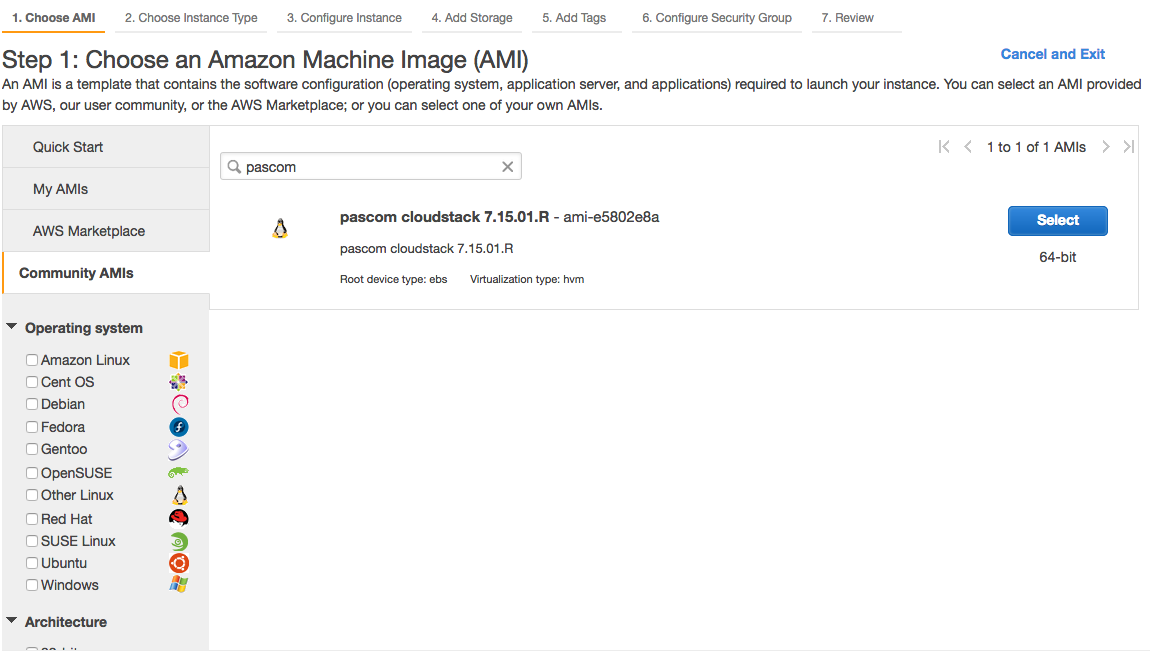 1. Choose AMI 2. Choose Instance Type 3. Configure Instance 4. Add Storage 5. Add Tags 6. Configure Security Group 7. Review
Step 1: Choose an Amazon Machine Image (AMI)
Cancel and Exit
An AMI is a template that contains the software configuration (operating system, application server, and applications) required to launch your instance. You can select an AMI provided
by AWS, our user community, or the AWS Marketplace; or you can select one of your own AMIs.
Quick Start
My AMIs
AWS Marketplace
Community AMIs
Operating system
Amazon Linux
Cent OS
Debian
Fedora
Gentoo
OpenSUSE
Other Linux
Red Hat
SUSE Linux
Ubuntu
Windows
Architecture
pascom
1 to 1 of 1 AMIs
pascom cloudstack 7.15.01.R - ami-e5802e8a
pascom cloudstack 7.15.01.R
Root device type: ebs Virtualization type: hvm
Select
64-bit